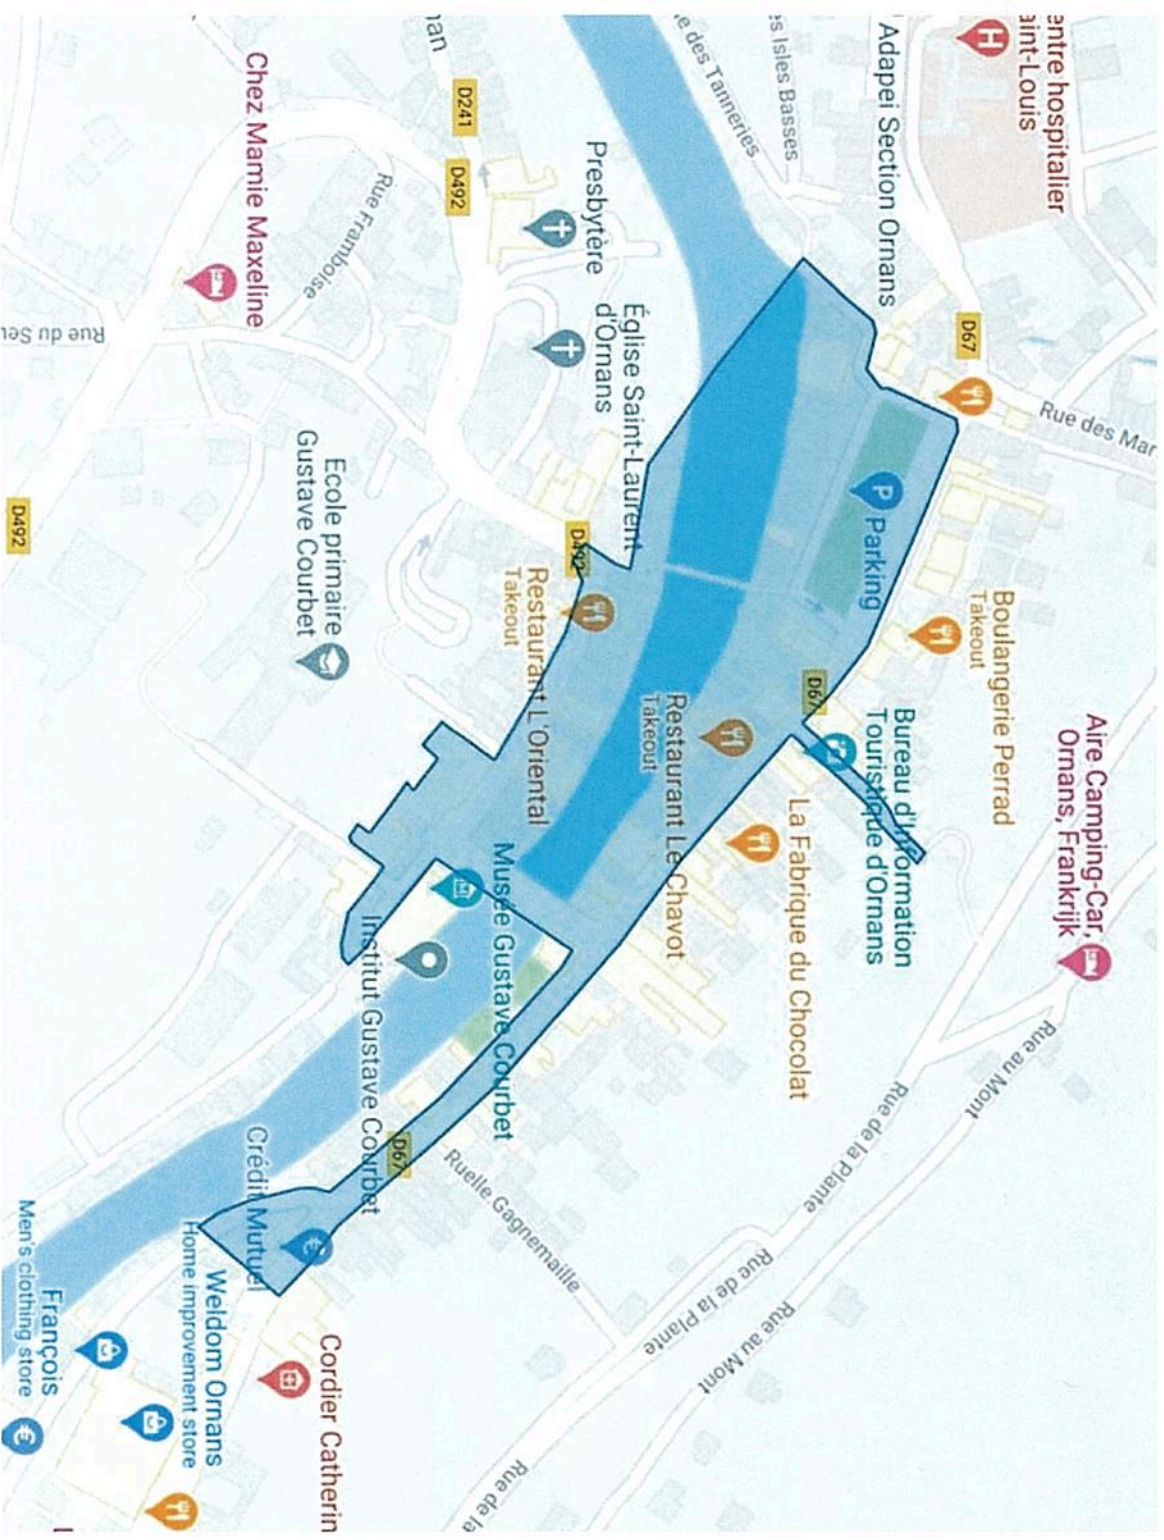 entre hospitalier
aint-Louis
Adapei Section Ornans
D67
Rue des Mar
es Isles Basses
e des Tanneries
Presbytère
Église Saint-Laurent
d'Ornans
D241
D492
nan
Rue Framboise
Chez Mamie Maxeline
Rue du Seu
D492
Ecole primaire
Gustave Courbet
D492
Restaurant L'Oriental
Takeout
Parking
Boulangerie Perrad
Takeout
D67
Bureau d'Information
Touristique d'Ornans
Aire Camping-Car,
Ornans, Frankrijk
Restaurant Le Chavot
Takeout
La Fabrique du Chocolat
Musée Gustave Courbet
Institut Gustave Courbet
D67
Rue au Mont
Rue de la Plante
Ruelle Gagnemaille
Rue de la Plante
Rue au Mont
Rue de la
Crédit Mutuel
Cordier Catherin
Weldom Ornans
Home improvement store
François
Men's clothing store